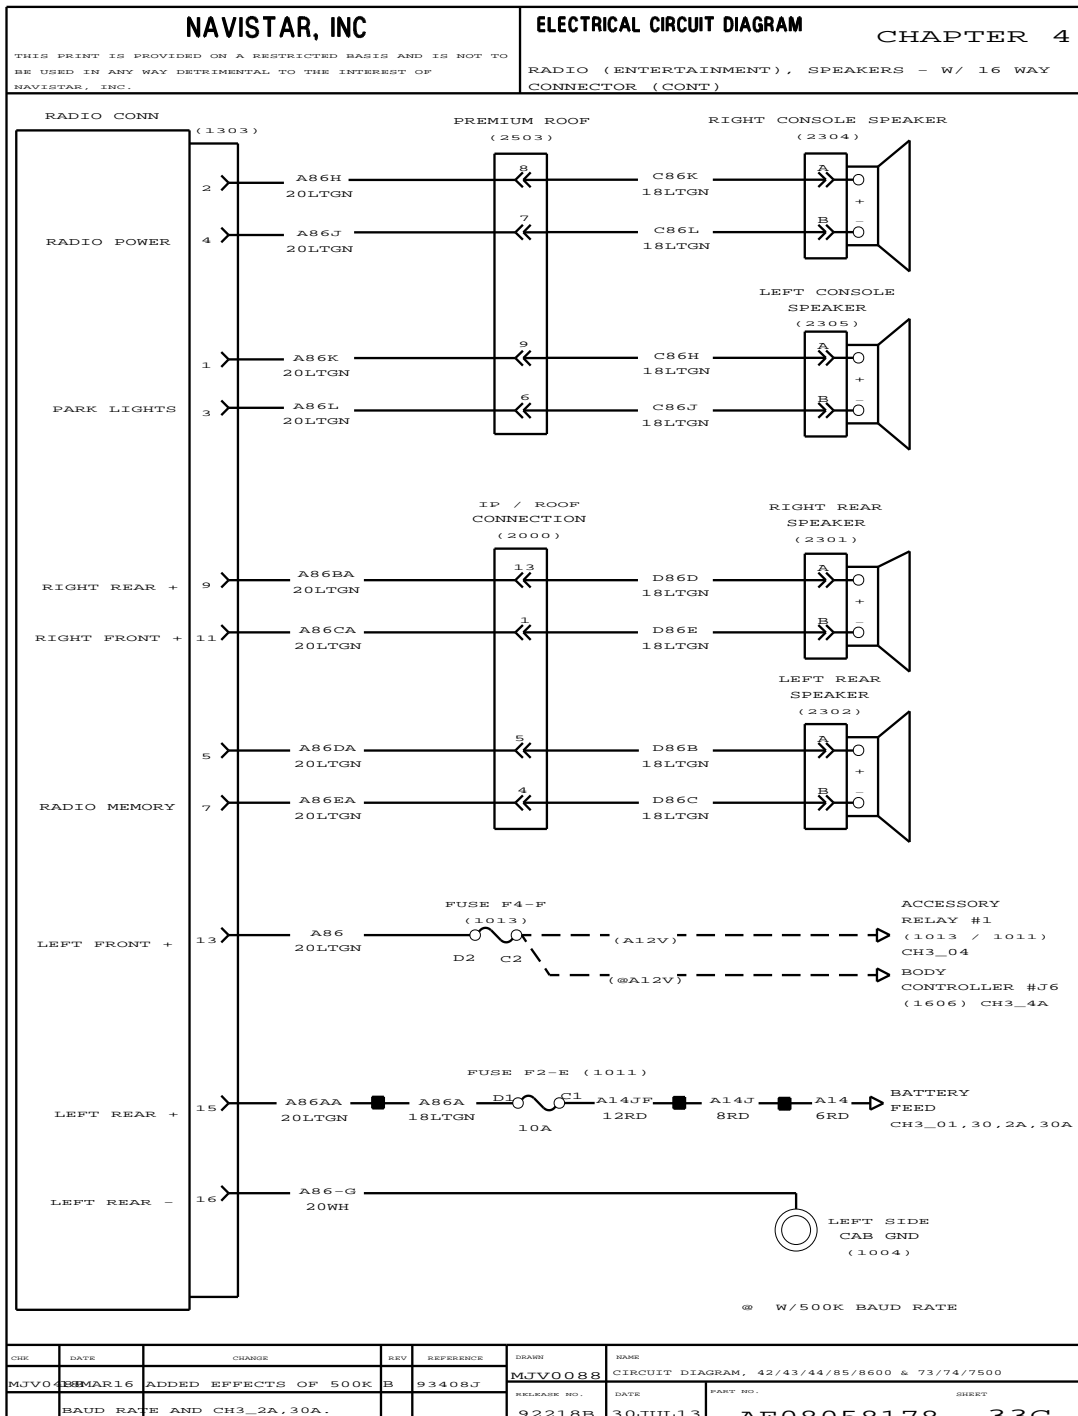 NAVISTAR, INC
THIS PRINT IS PROVIDED ON A RESTRICTED BASIS AND IS NOT TO
BE USED IN ANY WAY DETRIMENTAL TO THE INTEREST OF
NAVISTAR, INC.
ELECTRICAL CIRCUIT DIAGRAM
CHAPTER 4
RADIO (ENTERTAINMENT), SPEAKERS - W/ 16 WAY
CONNECTOR (CONT)
RADIO CONN
(1303)
PREMIUM ROOF
(2503)
RIGHT CONSOLE SPEAKER
(2304)
2
A86H
20LTGN
8
C86K
18LTGN
A
+
RADIO POWER
4
A86J
20LTGN
7
C86L
18LTGN
B
-
LEFT CONSOLE
SPEAKER
(2305)
1
A86K
20LTGN
9
C86H
18LTGN
A
+
PARK LIGHTS
3
A86L
20LTGN
6
C86J
18LTGN
B
-
IP / ROOF
CONNECTION
(2000)
RIGHT REAR
SPEAKER
(2301)
RIGHT REAR +
9
A86BA
20LTGN
13
D86D
18LTGN
A
+
RIGHT FRONT +
11
A86CA
20LTGN
1
D86E
18LTGN
B
-
LEFT REAR
SPEAKER
(2302)
5
A86DA
20LTGN
5
D86B
18LTGN
A
+
RADIO MEMORY
7
A86EA
20LTGN
4
D86C
18LTGN
B
-
FUSE F4-F
(1013)
LEFT FRONT +
13
A86
20LTGN
D2
C2
(A12V)
ACCESSORY
RELAY #1
(1013 / 1011)
CH3_04
(@A12V)
BODY
CONTROLLER #J6
(1606) CH3_4A
FUSE F2-E (1011)
LEFT REAR +
15
A86AA
20LTGN
A86A
18LTGN
D1
C1
10A
A14JF
12RD
A14J
8RD
A14
6RD
BATTERY
FEED
CH3_01,30,2A,30A
LEFT REAR -
16
A86-G
20WH
LEFT SIDE
CAB GND
(1004)
@ W/500K BAUD RATE
CHK
DATE
CHANGE
REV
REFERENCE
DRAWN
NAME
MJV0088
CIRCUIT DIAGRAM, 42/43/44/85/8600 & 73/74/7500
ADDED EFFECTS OF 500K
B
93408J
BAUD RATE AND CH3_2A,30A.
RELEASE NO.
DATE
PART NO.
SHEET
92218B
30JUL13
AF08058178
33C